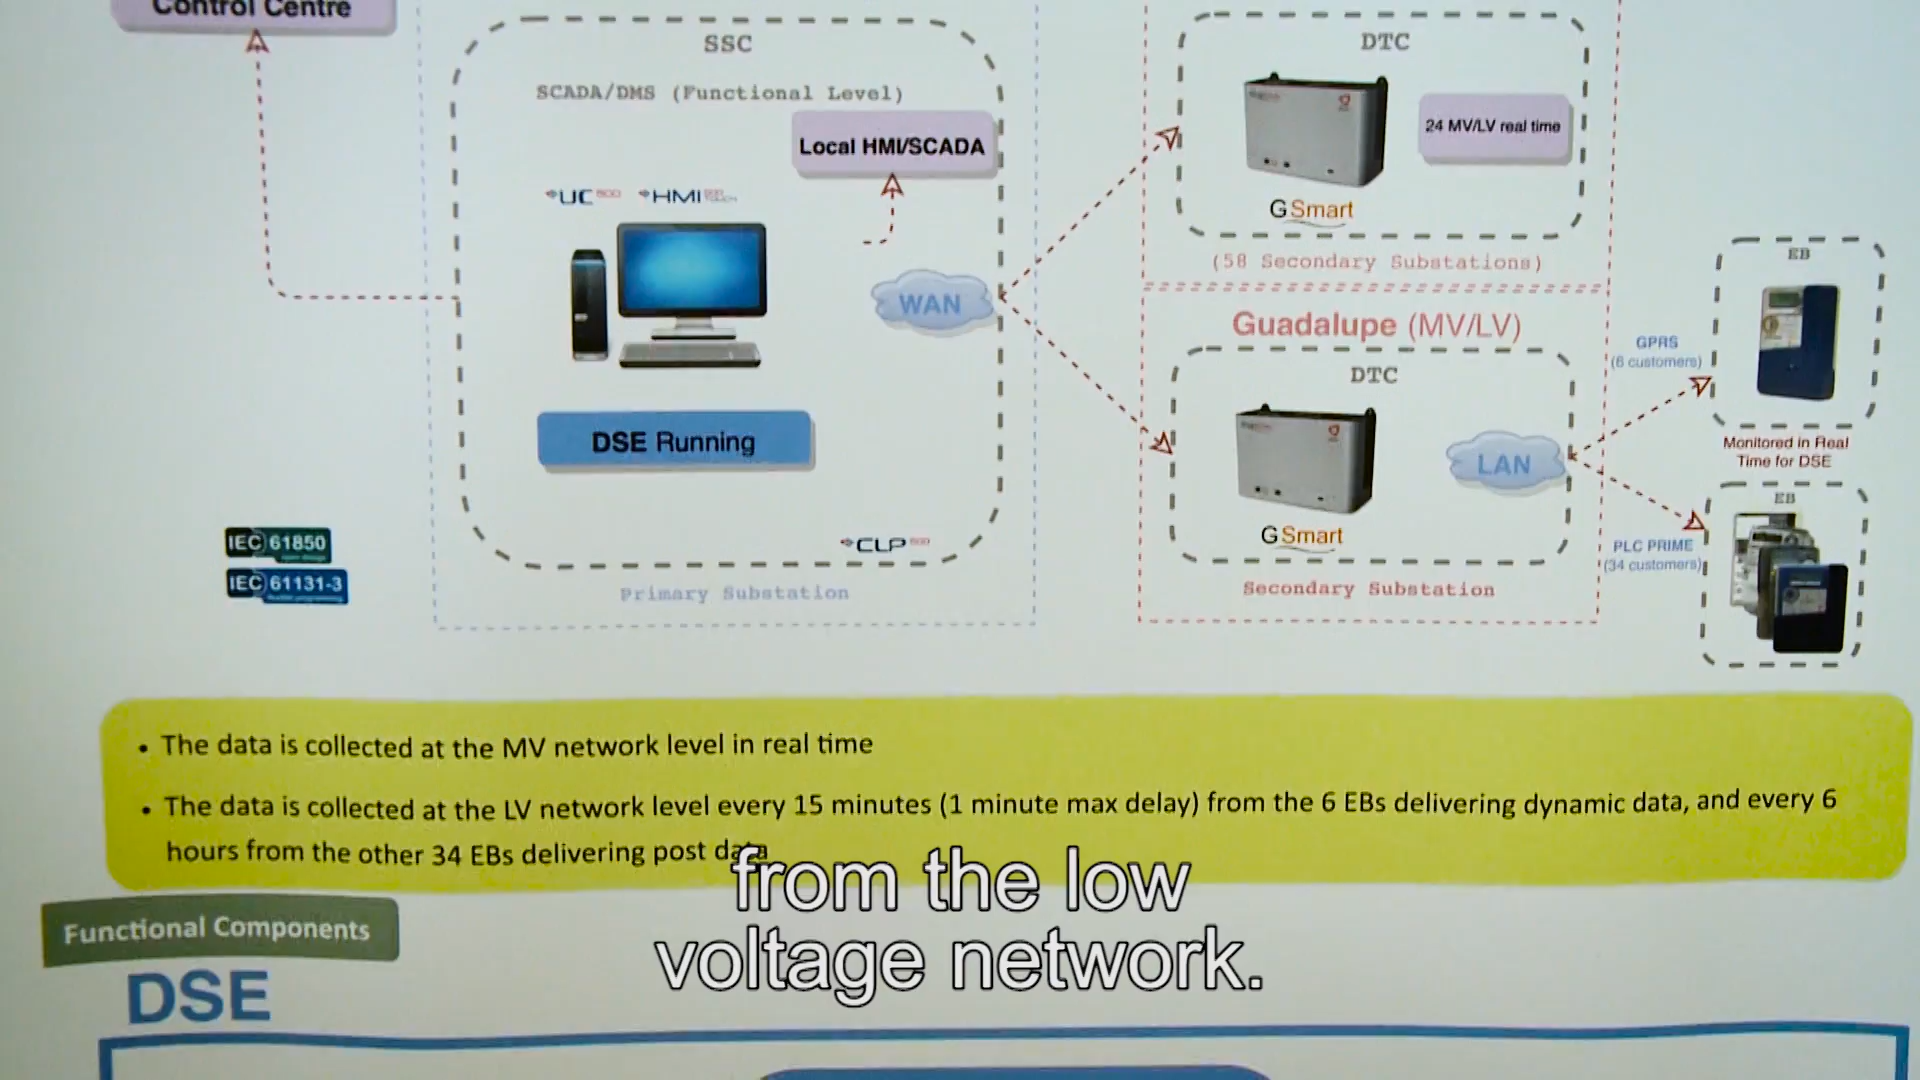 Control Centre
SSC
SCADA/DMS (Functional Level)
Local HMI/SCADA
UC 500
HMI
DSE Running
WAN
CLP 500
Primary Substation
IEC 61850
IEC 61131-3
DTC
24 MV/LV real time
GSmart
(58 Secondary Substations)
Guadalupe (MV/LV)
DTC
LAN
GSmart
Secondary Substation
EB
GPRS
(6 customers)
Monitored in Real
Time for DSE
EB
PLC PRIME
(34 customers)
• The data is collected at the MV network level in real time
• The data is collected at the LV network level every 15 minutes (1 minute max delay) from the 6 EBs delivering dynamic data, and every 6
hours from the other 34 EBs delivering post data
from the low
voltage network.
Functional Components
DSE